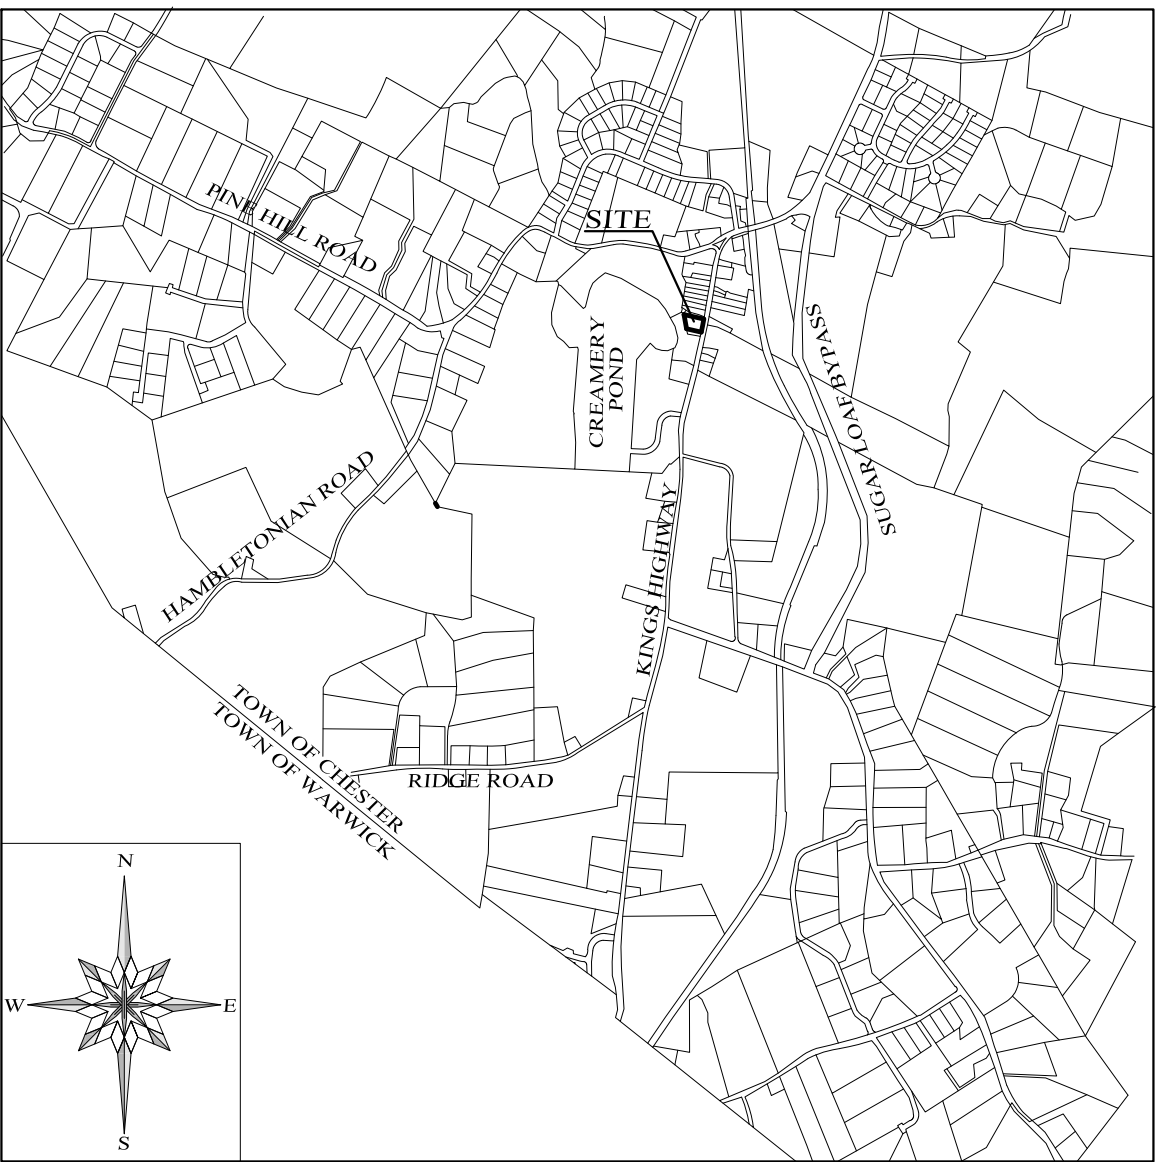 PINE HILL ROAD
SITE
CREAMERY
POND
SUGAR LOAF BYPASS
HAMBLETONIAN ROAD
KINGS HIGHWAY
TOWN OF CHESTER
TOWN OF WARWICK
RIDGE ROAD
N
W
E
S